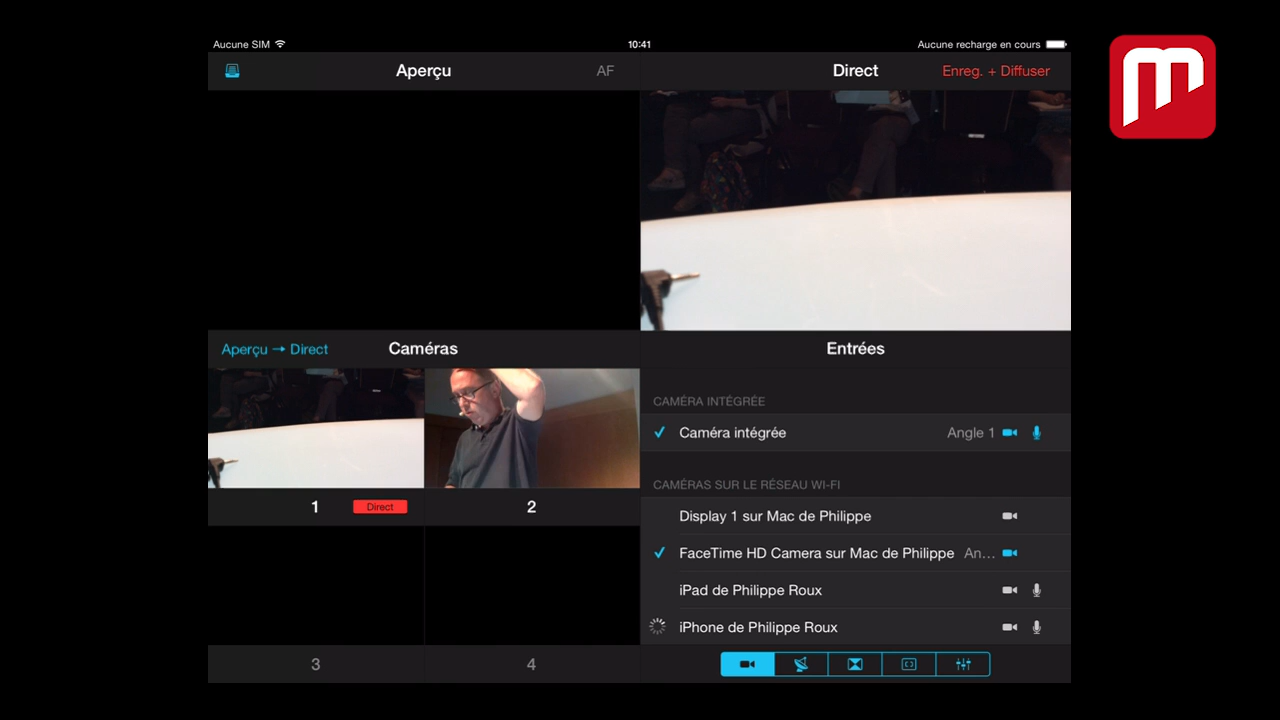 Aucune SIM
10:41
Aucune recharge en cours
Aperçu
AF
Direct
Enreg. + Diffuser
Aperçu → Direct
Caméras
Entrées
CAMÉRA INTÉGRÉE
Caméra intégrée
Angle 1
CAMÉRAS SUR LE RÉSEAU WI-FI
1
Direct
2
Display 1 sur Mac de Philippe
FaceTime HD Camera sur Mac de Philippe
An...
iPad de Philippe Roux
iPhone de Philippe Roux
3
4